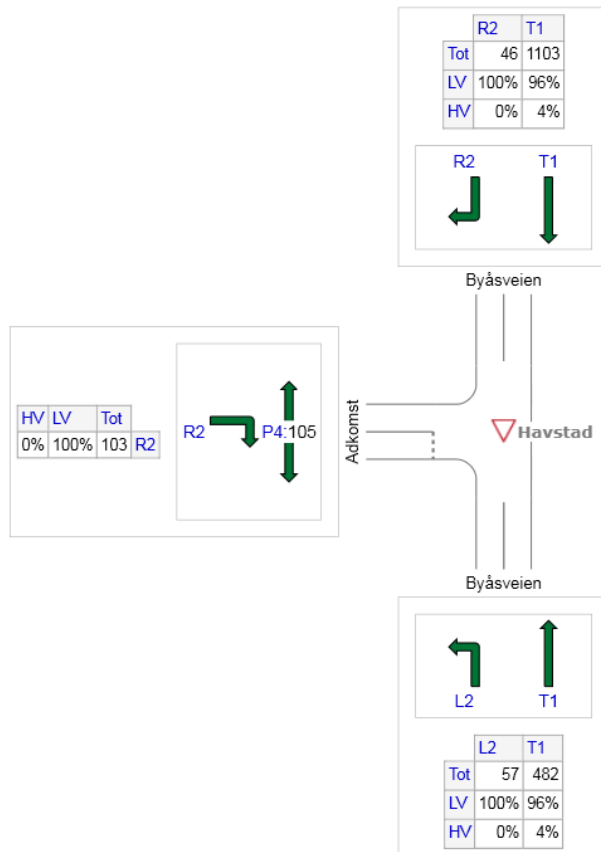 R2 T1
Tot 46 1103
LV 100% 96%
HV 0% 4%
R2 T1
Byåsveien
HV LV Tot
0% 100% 103 R2
R2 P4:105
Adkomst
Havstad
Byåsveien
L2 T1
L2 T1
Tot 57 482
LV 100% 96%
HV 0% 4%